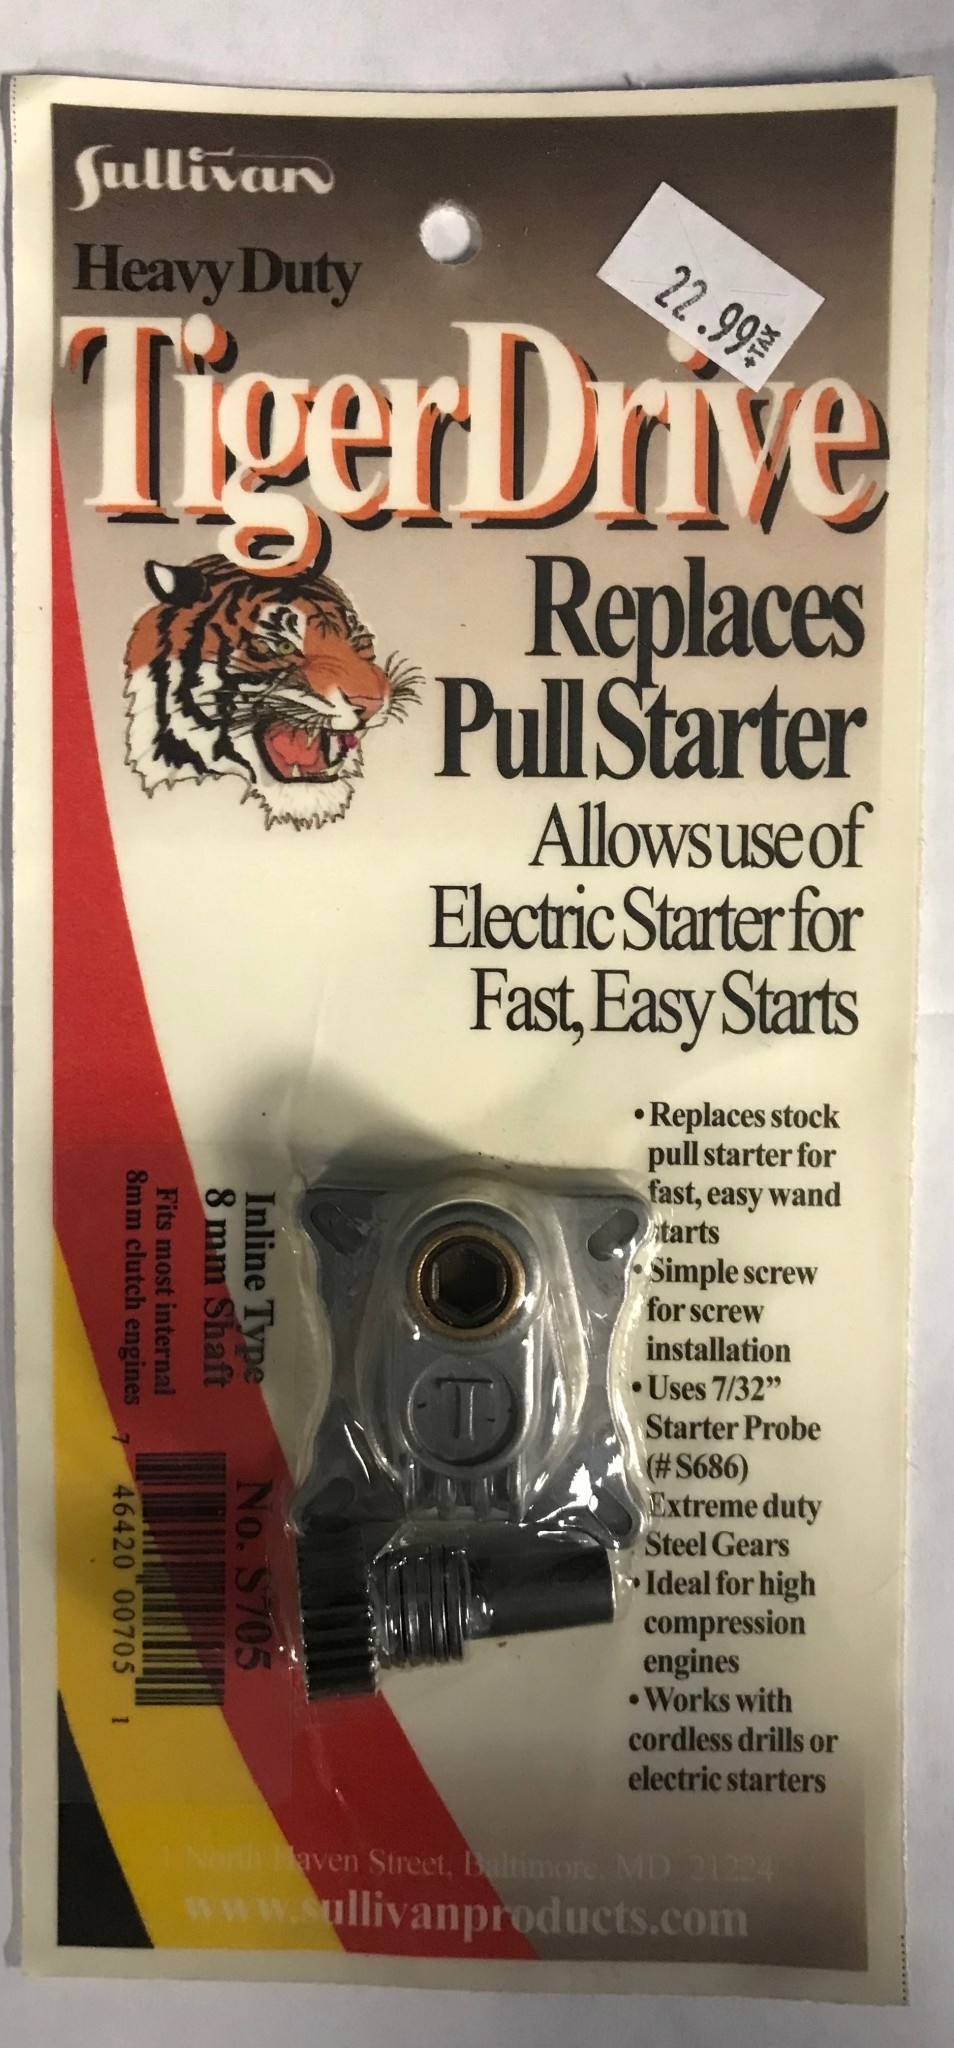 Sullivan
Heavy Duty
22.99
+TAX
TigerDrive
Replaces
Pull Starter
Allows use of
Electric Starter for
Fast, Easy Starts
• Replaces stock
pull starter for
fast, easy wand
starts
• Simple screw
for screw
installation
• Uses 7/32”
Starter Probe
(# S686)
Extreme duty
Steel Gears
• Ideal for high
compression
engines
• Works with
cordless drills or
electric starters
Inline Type
8 mm Shaft
Fits most internal
8mm clutch engines
No. S705
7 46420 00705 1
T
1 North Haven Street, Baltimore, MD 21224
www.sullivanproducts.com